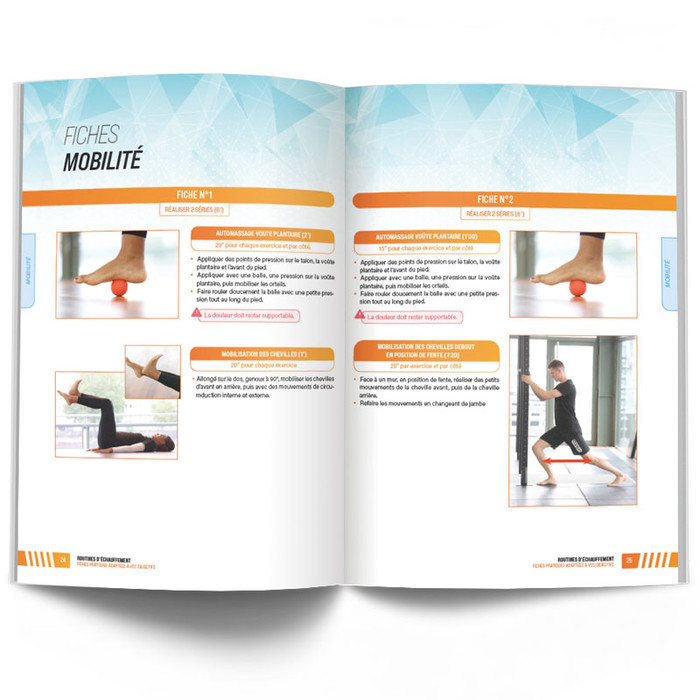 FICHES
MOBILITÉ
FICHE N°1
RÉALISER 2 SÉRIES (6')
AUTOMASSAGE VOUTE PLANTAIRE (2')
20" pour chaque exercice et par côté.
• Appliquer des points de pression sur le talon, la voûte
plantaire et l'avant du pied.
• Appliquer avec une balle, une pression sur la voûte
plantaire, puis mobiliser les orteils.
• Faire rouler doucement la balle avec une petite pres-
sion tout au long du pied.
La douleur doit rester supportable.
MOBILISATION DES CHEVILLES (1')
20" par exercice
• Allongé sur le dos, genoux à 90°, mobiliser les chevilles
d'avant en arrière, puis avec des mouvements de circu-
mduction interne et externe.
MOBILITÉ
24
ROUTINES D'ÉCHAUFFEMENT
FICHES PRATIQUES ADAPTÉES À VOS OBJECTIFS
FICHE N°2
RÉALISER 2 SÉRIES (6')
AUTOMASSAGE VOÛTE PLANTAIRE (1'30)
15" pour chaque exercice et par côté
• Appliquer des points de pression sur le talon, la voûte
plantaire et l'avant du pied.
• Appliquer avec une balle, une pression sur la voûte
plantaire, puis mobiliser les orteils.
• Faire rouler doucement la balle avec une petite pres-
sion tout au long du pied.
La douleur doit rester supportable.
MOBILISATION DES CHEVILLES DEBOUT
EN POSITION DE FENTE (1'20)
20" par exercice et par côté
• Face à un mur, en position de fente, réaliser des petits
mouvements de la cheville avant, puis de la cheville
arrière.
• Refaire les mouvements en changeant de jambe
MOBILITÉ
ROUTINES D'ÉCHAUFFEMENT
FICHES PRATIQUES ADAPTÉES À VOS OBJECTIFS
25